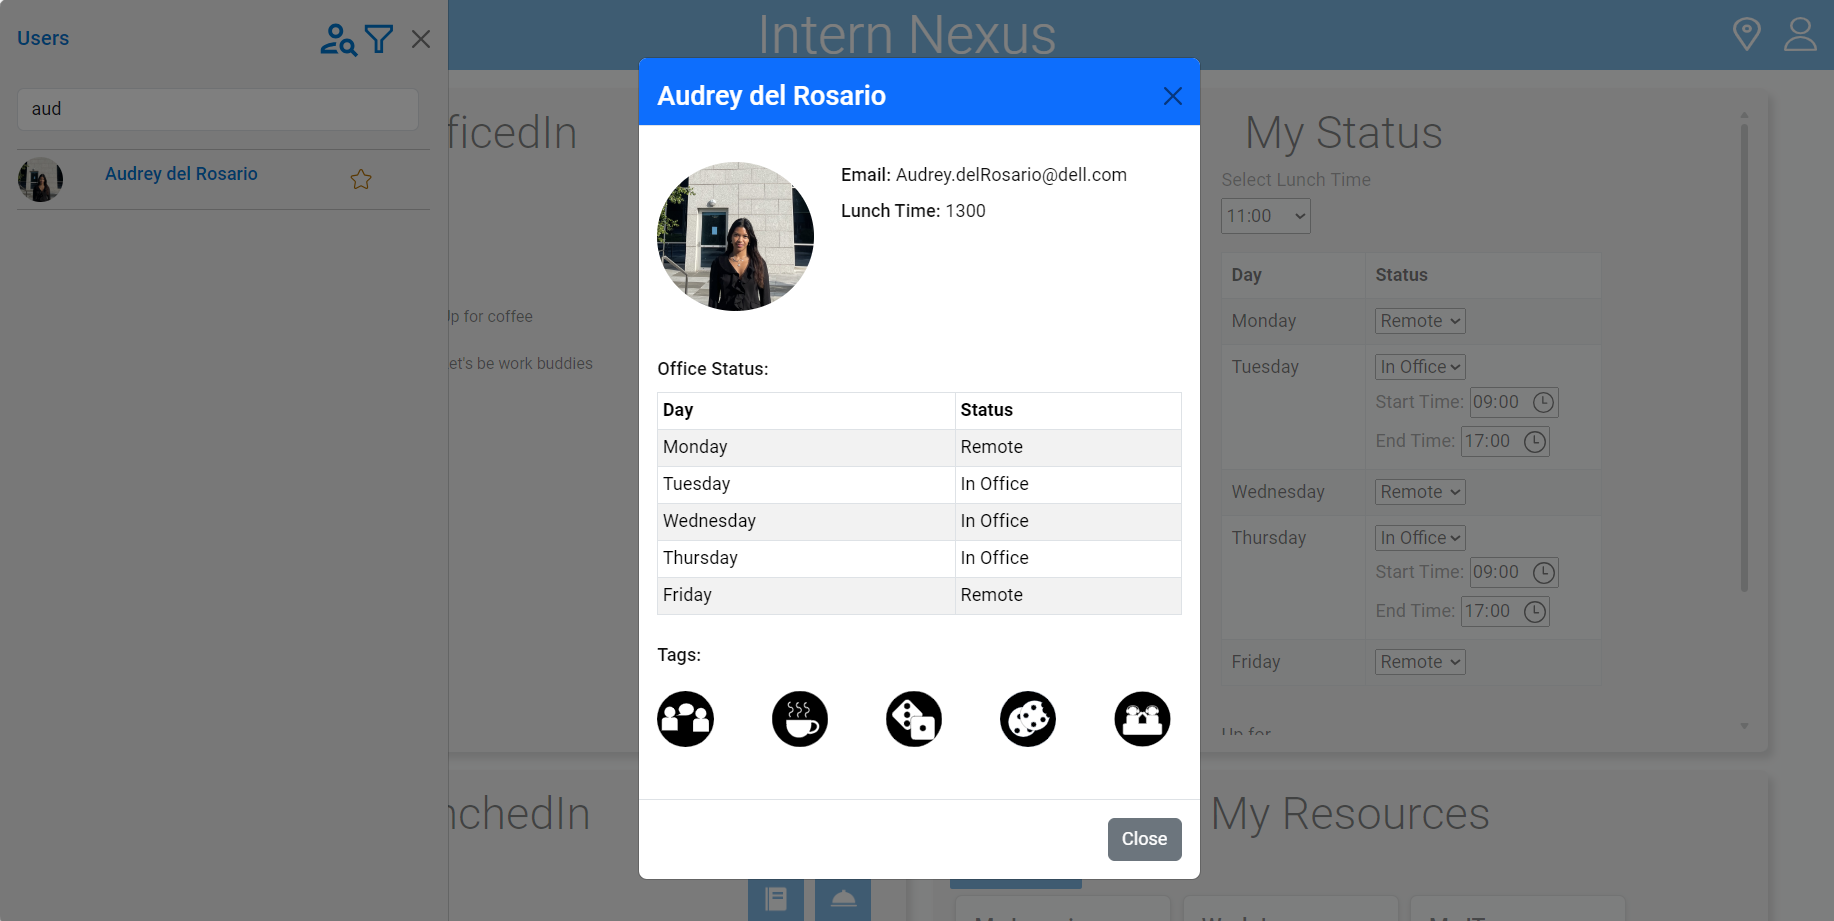 Users
Intern Nexus
aud
Audrey del Rosario
ficedIn
Up for coffee
et's be work buddies
Audrey del Rosario
Email: Audrey.delRosario@dell.com
Lunch Time: 1300
Office Status:
Day Status
Monday Remote
Tuesday In Office
Wednesday In Office
Thursday In Office
Friday Remote
Tags:
Close
My Status
Select Lunch Time
11:00
Day Status
Monday Remote
Tuesday In Office
Start Time: 09:00
End Time: 17:00
Wednesday Remote
Thursday In Office
Start Time: 09:00
End Time: 17:00
Friday Remote
Up for
nchedIn
My Resources